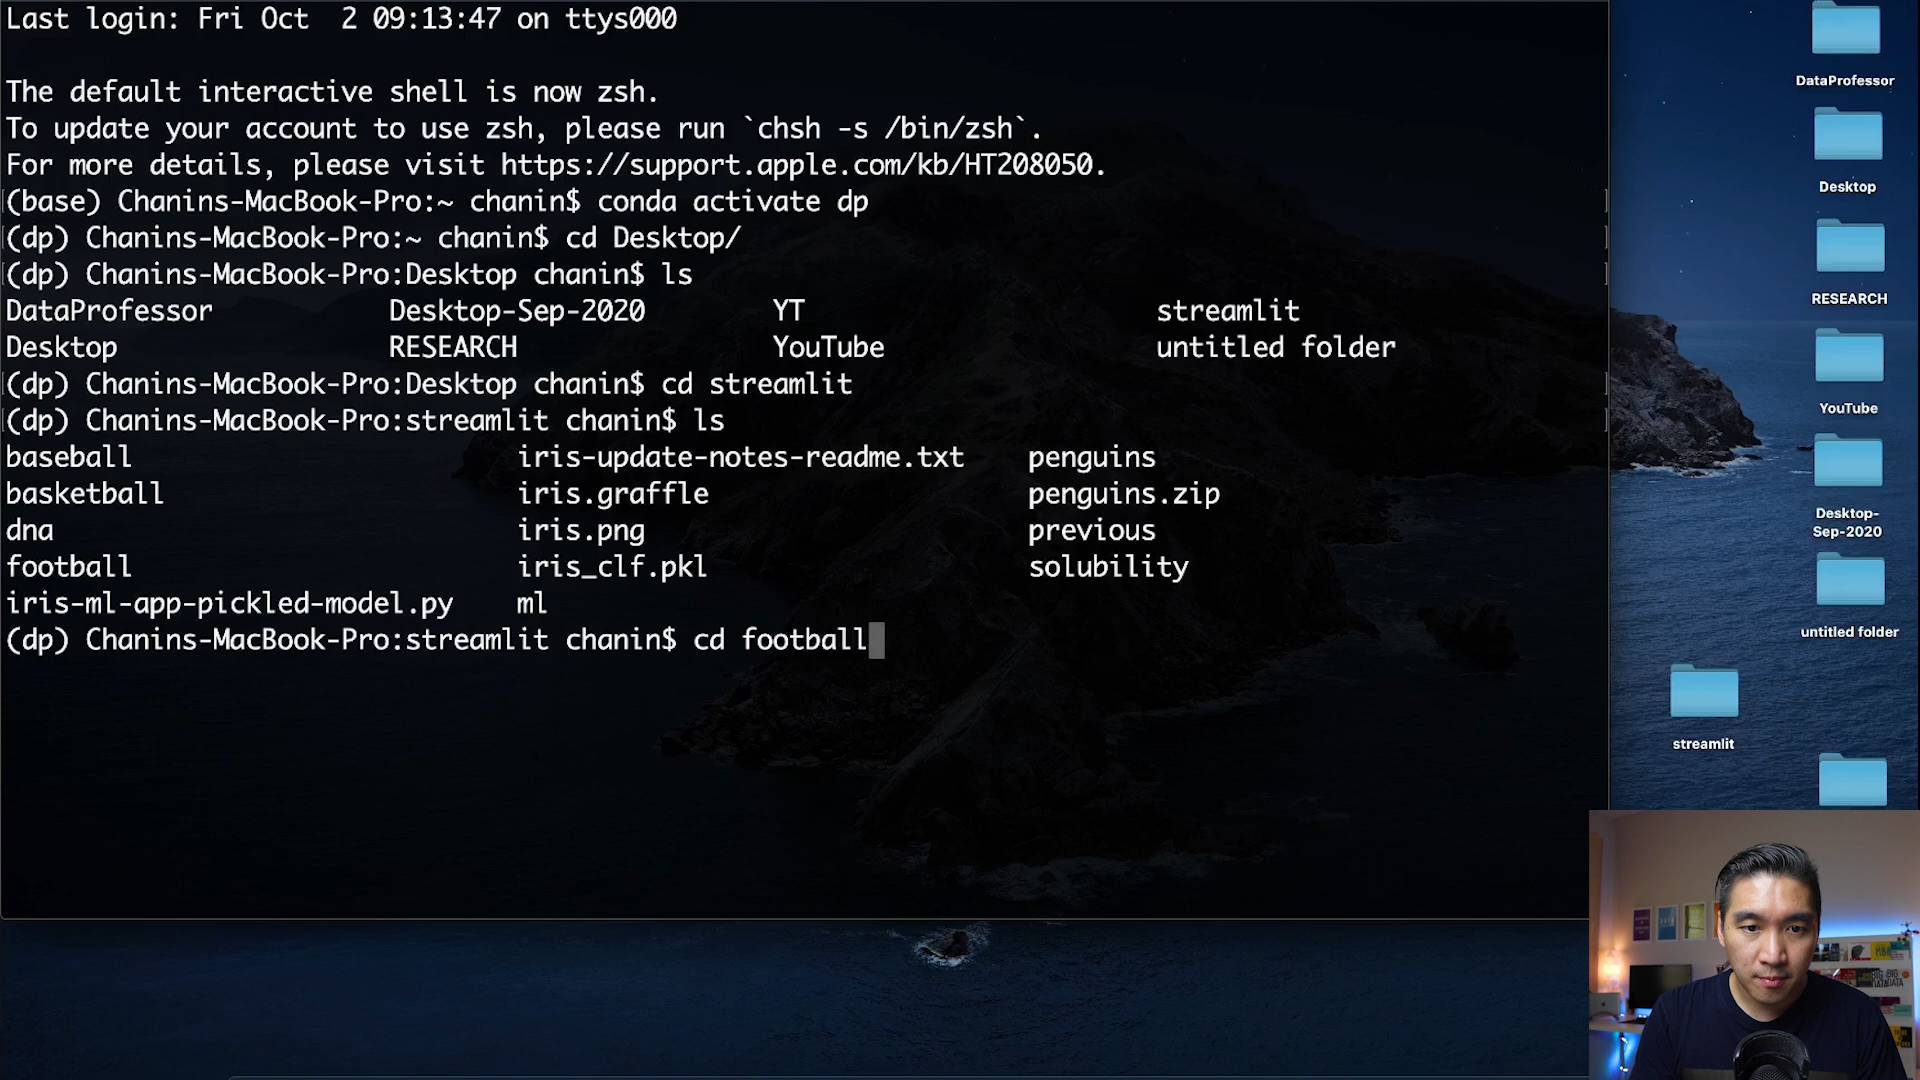 Last login: Fri Oct  2 09:13:47 on ttys000
The default interactive shell is now zsh.
To update your account to use zsh, please run `chsh -s /bin/zsh`.
For more details, please visit https://support.apple.com/kb/HT208050.
(base) Chanins-MacBook-Pro:~ chanin$ conda activate dp
(dp) Chanins-MacBook-Pro:~ chanin$ cd Desktop/
(dp) Chanins-MacBook-Pro:Desktop chanin$ ls
DataProfessor Desktop-Sep-2020 YT streamlit
Desktop RESEARCH YouTube untitled folder
(dp) Chanins-MacBook-Pro:Desktop chanin$ cd streamlit
(dp) Chanins-MacBook-Pro:streamlit chanin$ ls
baseball iris-update-notes-readme.txt penguins
basketball iris.graffle penguins.zip
dna iris.png previous
football iris_clf.pkl solubility
iris-ml-app-pickled-model.py ml
(dp) Chanins-MacBook-Pro:streamlit chanin$ cd football
DataProfessor
Desktop
RESEARCH
YouTube
Desktop-
Sep-2020
untitled folder
streamlit